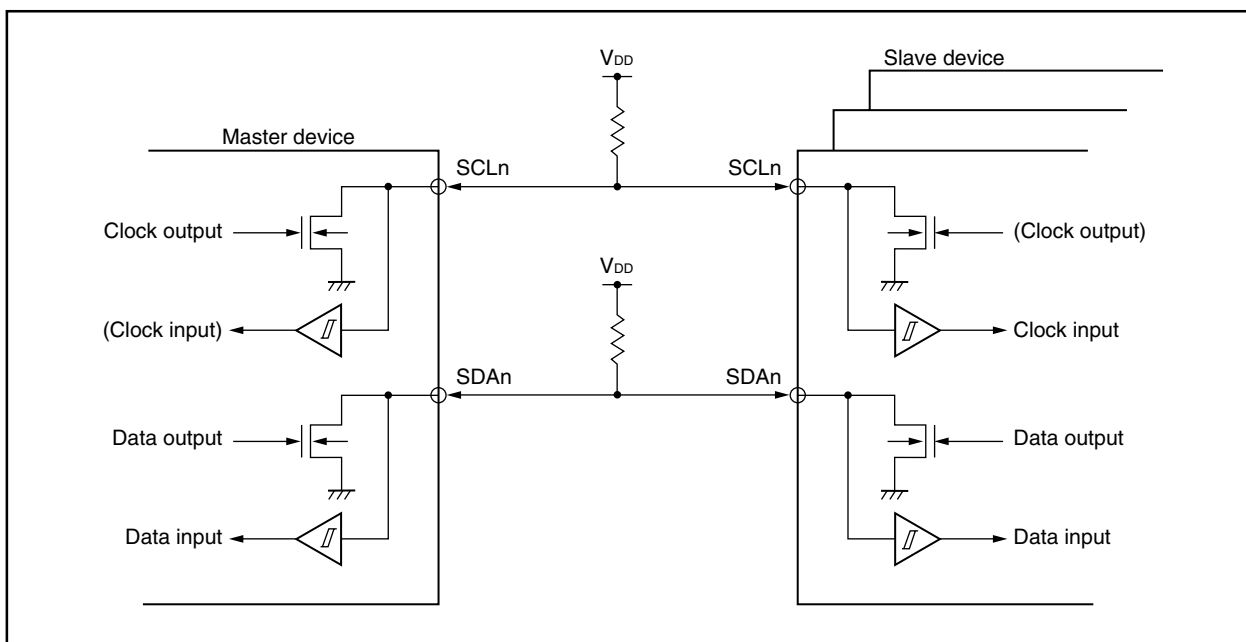 VDD
Slave device
Master device
SCLn
SCLn
Clock output
(Clock output)
VDD
(Clock input)
Clock input
SDAn
SDAn
Data output
Data output
Data input
Data input